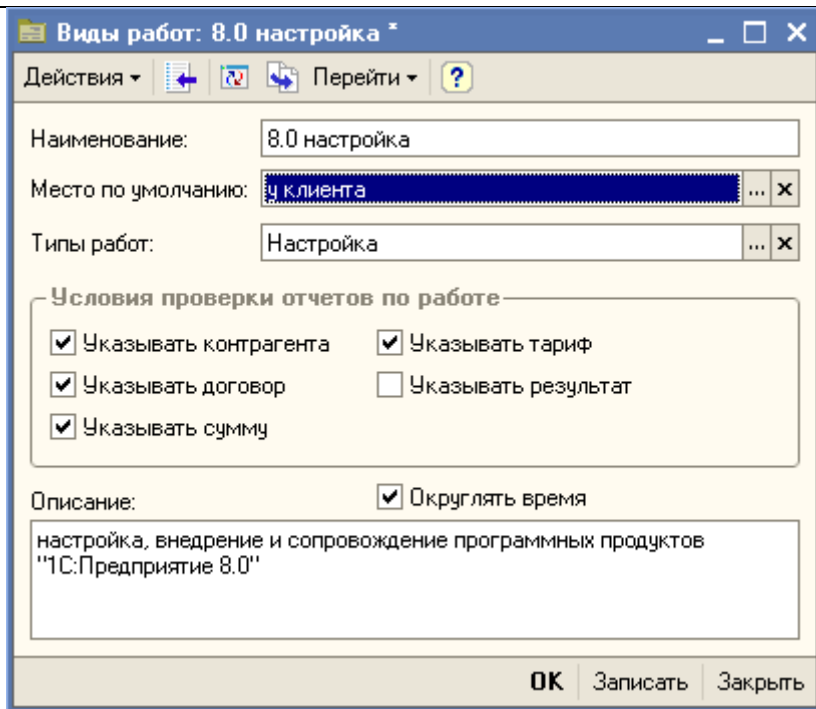 Виды работ: 8.0 настройка *
Действия Перейти ?
Наименование: 8.0 настройка
Место по умолчанию: у клиента ...
Типы работ: Настройка ...
Условия проверки отчетов по работе
Указывать контрагента Указывать тариф
Указывать договор Указывать результат
Указывать сумму
Описание: Округлять время
настройка, внедрение и сопровождение программных продуктов
"1С:Предприятие 8.0"
OK Записать Закрыть